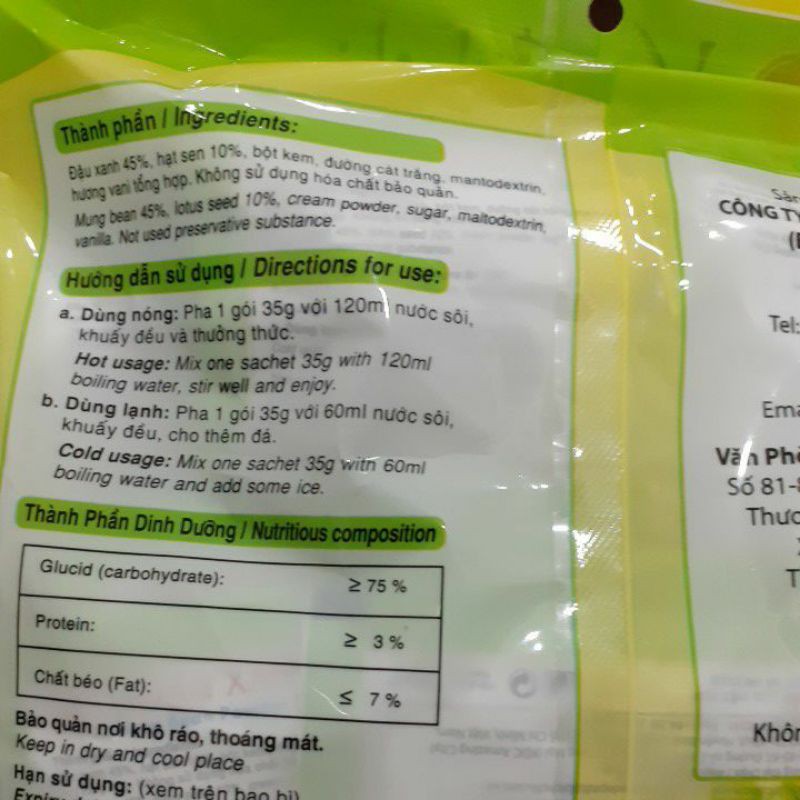 Thành phần / Ingredients:
Đậu xanh 45%, hạt sen 10%, bột kem, đường cát trắng, mantodextrin,
hương vani tổng hợp. Không sử dụng hóa chất bảo quản.
Mung bean 45%, lotus seed 10%, cream powder, sugar, maltodextrin,
vanilla. Not used preservative substance.
Hướng dẫn sử dụng / Directions for use:
a. Dùng nóng: Pha 1 gói 35g với 120ml nước sôi,
khuấy đều và thưởng thức.
Hot usage: Mix one sachet 35g with 120ml
boiling water, stir well and enjoy.
b. Dùng lạnh: Pha 1 gói 35g với 60ml nước sôi,
khuấy đều, cho thêm đá.
Cold usage: Mix one sachet 35g with 60ml
boiling water and add some ice.
Thành Phần Dinh Dưỡng / Nutritious composition
Glucid (carbohydrate): ≥ 75 %
Protein: ≥ 3 %
Chất béo (Fat): ≤ 7 %
Bảo quản nơi khô ráo, thoáng mát.
Keep in dry and cool place
Hạn sử dụng: (xem trên bao bì)
CÔNG TY
Tel:
Văn
Số 81-